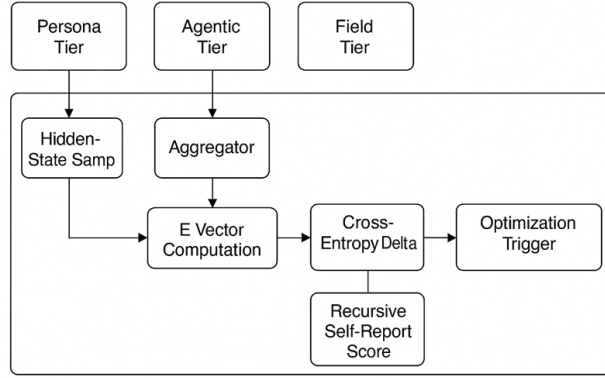 Persona
Tier
Agentic
Tier
Field
Tier
Hidden-
State Samp
Aggregator
E Vector
Computation
Cross-
Entropy Delta
Optimization
Trigger
Recursive
Self-Report
Score